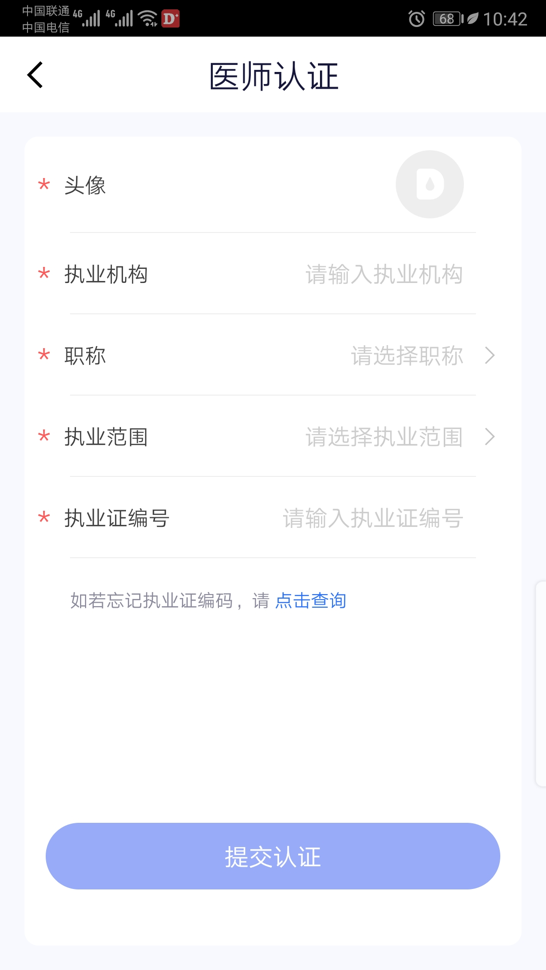 中国联通 4G 4G D 68 10:42
中国电信
医师认证
* 头像 D
* 执业机构 请输入执业机构
* 职称 请选择职称
* 执业范围 请选择执业范围
* 执业证编号 请输入执业证编号
如若忘记执业证编码，请 点击查询
提交认证